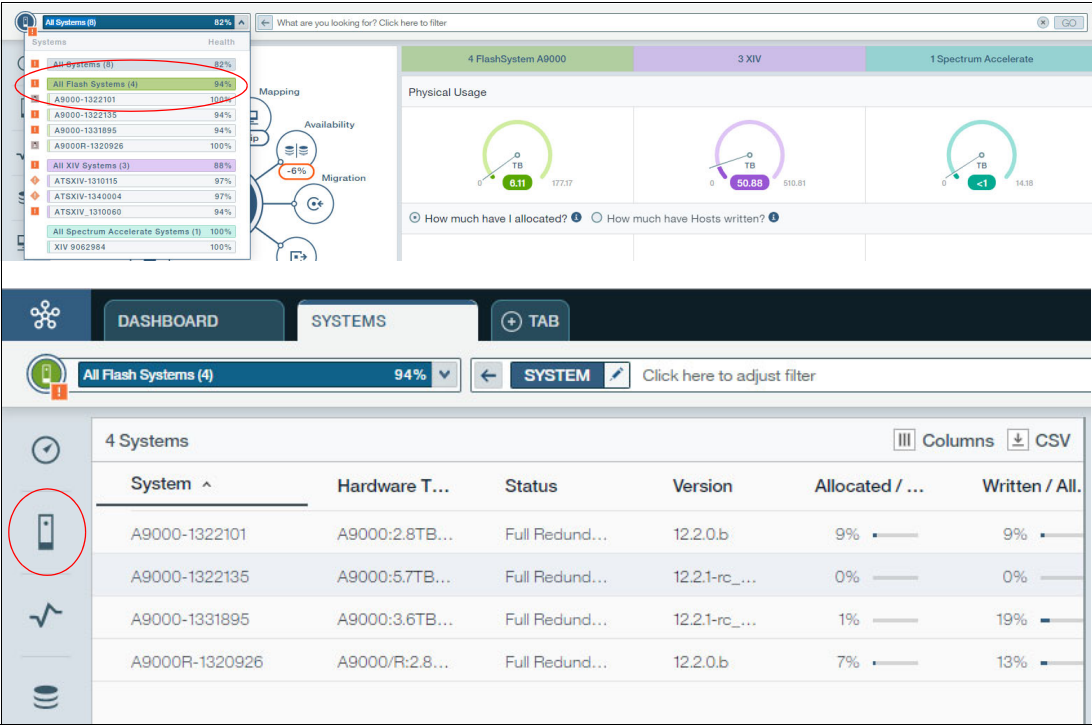 All Systems (8) 82% What are you looking for? Click here to filter GO
Systems Health
All Systems (8) 82%
All Flash Systems (4) 94%
A9000-1322101 100%
A9000-1322135 94%
A9000-1331895 94%
A9000R-1320926 100%
All XIV Systems (3) 88%
ATSXIV-1310115 97%
ATSXIV-1340004 97%
ATSXIV_1310060 94%
All Spectrum Accelerate Systems (1) 100%
XIV 9062984 100%
Mapping
Availability
-6%
Migration
4 FlashSystem A9000 3 XIV 1 Spectrum Accelerate
Physical Usage
TB TB TB
0 6.11 177.17 0 50.88 510.81 0 <1 14.18
How much have I allocated? How much have Hosts written?
DASHBOARD SYSTEMS TAB
All Flash Systems (4) 94% SYSTEM Click here to adjust filter
4 Systems Columns CSV
System Hardware T... Status Version Allocated / ... Written / All.
A9000-1322101 A9000:2.8TB... Full Redund... 12.2.0.b 9% 9%
A9000-1322135 A9000:5.7TB... Full Redund... 12.2.1-rc_... 0% 0%
A9000-1331895 A9000:3.6TB... Full Redund... 12.2.1-rc_... 1% 19%
A9000R-1320926 A9000/R:2.8... Full Redund... 12.2.0.b 7% 13%